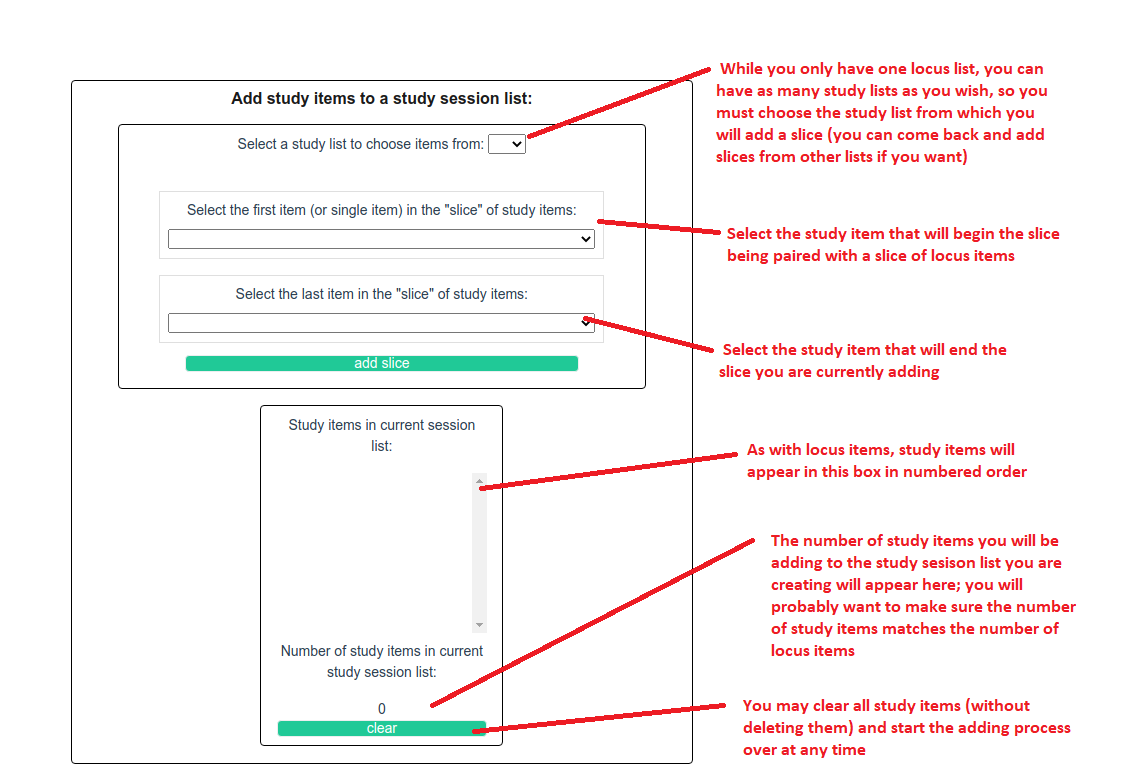 Add study items to a study session list:
Select a study list to choose items from:
Select the first item (or single item) in the "slice" of study items:
Select the last item in the "slice" of study items:
add slice
Study items in current session
list:
Number of study items in current
study session list:
0
clear
While you only have one locus list, you can
have as many study lists as you wish, so you
must choose the study list from which you
will add a slice (you can come back and add
slices from other lists if you want)
Select the study item that will begin the slice
being paired with a slice of locus items
Select the study item that will end the
slice you are currently adding
As with locus items, study items will
appear in this box in numbered order
The number of study items you will be
adding to the study sesison list you are
creating will appear here; you will
probably want to make sure the number
of study items matches the number of
locus items
You may clear all study items (without
deleting them) and start the adding process
over at any time